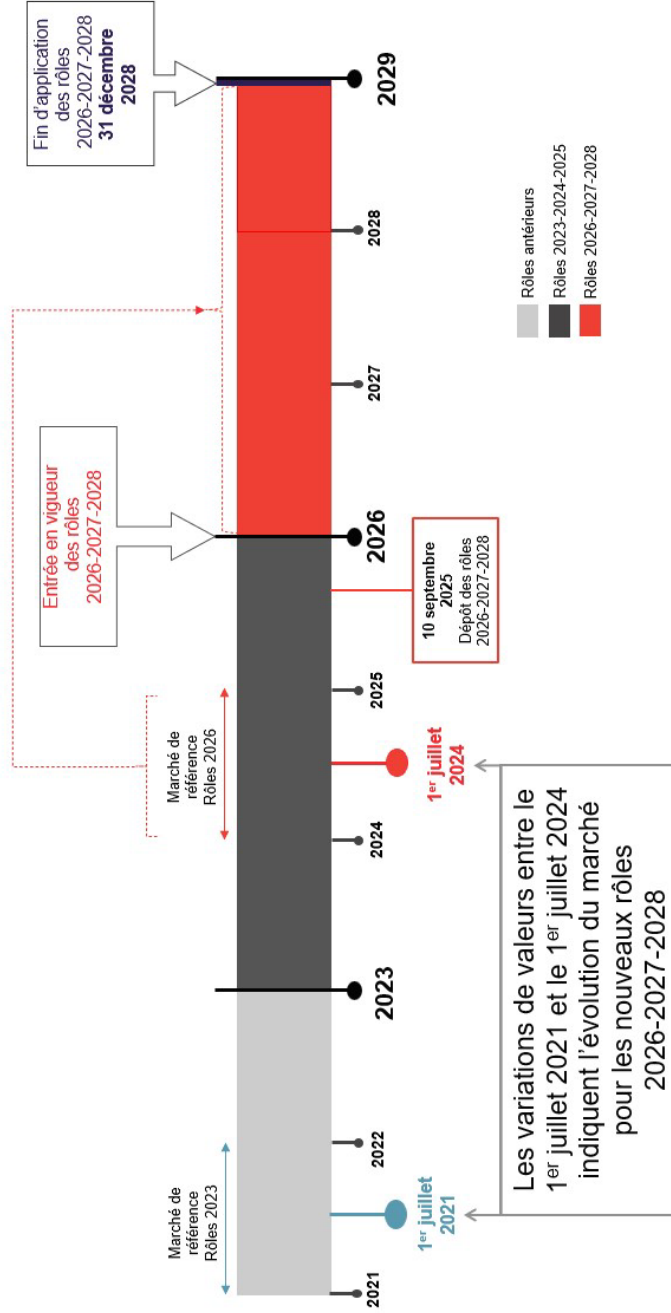 Entrée en vigueur
des rôles
2026-2027-2028
Fin d’application
des rôles
2026-2027-2028
31 décembre
2028
Marché de
référence
Rôles 2023
Marché de
référence
Rôles 2026
2021
2022
2023
2024
2025
2026
2027
2028
2029
1er juillet
2021
1er juillet
2024
10 septembre
2025
Dépôt des rôles
2026-2027-2028
Les variations de valeurs entre le
1er juillet 2021 et le 1er juillet 2024
indiquent l’évolution du marché
pour les nouveaux rôles
2026-2027-2028
Rôles antérieurs
Rôles 2023-2024-2025
Rôles 2026-2027-2028